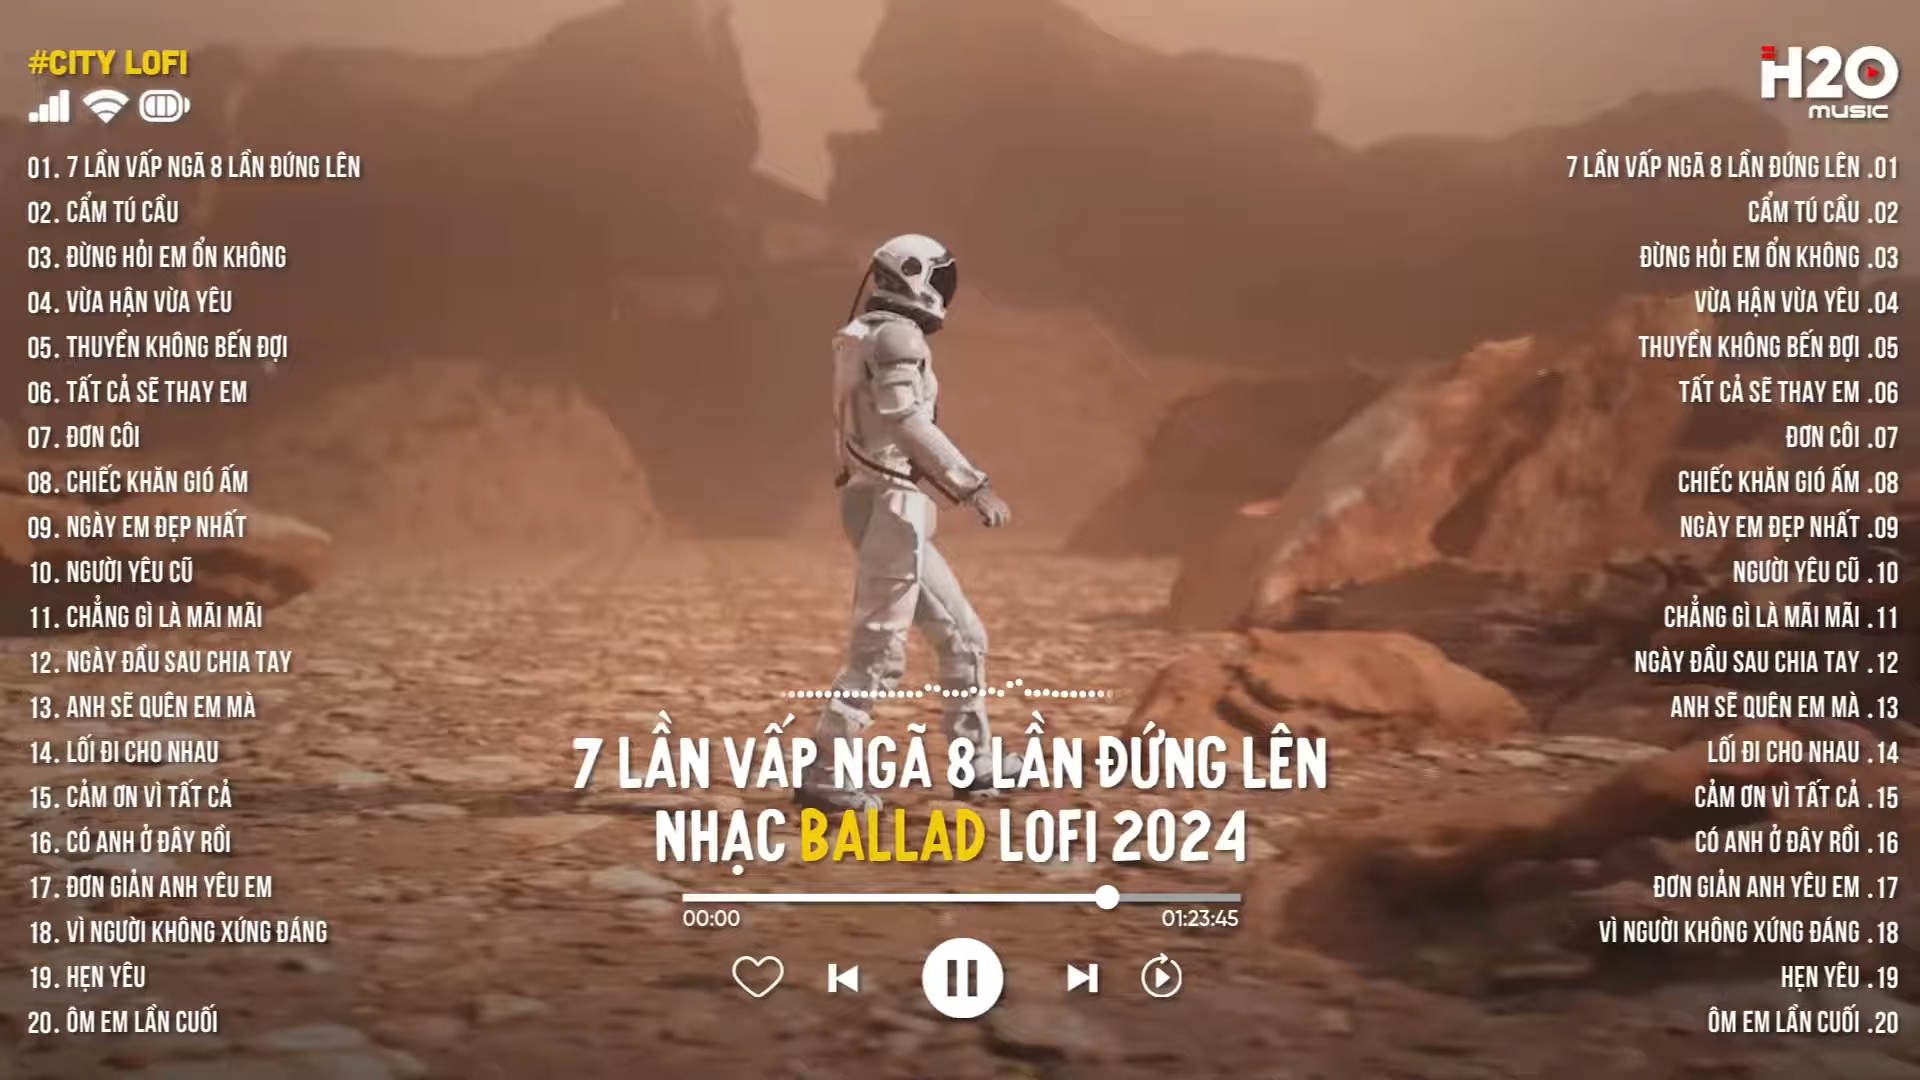 #CITY LOFI
01. 7 LẦN VẤP NGÃ 8 LẦN ĐỨNG LÊN
02. CẨM TÚ CẦU
03. ĐỪNG HỎI EM ỔN KHÔNG
04. VỪA HẬN VỪA YÊU
05. THUYỀN KHÔNG BẾN ĐỢI
06. TẤT CẢ SẼ THAY EM
07. ĐƠN CÔI
08. CHIẾC KHĂN GIÓ ẤM
09. NGÀY EM ĐẸP NHẤT
10. NGƯỜI YÊU CŨ
11. CHẲNG GÌ LÀ MÃI MÃI
12. NGÀY ĐẦU SAU CHIA TAY
13. ANH SẼ QUÊN EM MÀ
14. LỐI ĐI CHO NHAU
15. CẢM ƠN VÌ TẤT CẢ
16. CÓ ANH Ở ĐÂY RỒI
17. ĐƠN GIẢN ANH YÊU EM
18. VÌ NGƯỜI KHÔNG XỨNG ĐÁNG
19. HẸN YÊU
20. ÔM EM LẦN CUỐI
7 LẦN VẤP NGÃ 8 LẦN ĐỨNG LÊN
NHẠC BALLAD LOFI 2024
00:00
01:23:45
H2O
MUSIC
7 LẦN VẤP NGÃ 8 LẦN ĐỨNG LÊN .01
CẨM TÚ CẦU .02
ĐỪNG HỎI EM ỔN KHÔNG .03
VỪA HẬN VỪA YÊU .04
THUYỀN KHÔNG BẾN ĐỢI .05
TẤT CẢ SẼ THAY EM .06
ĐƠN CÔI .07
CHIẾC KHĂN GIÓ ẤM .08
NGÀY EM ĐẸP NHẤT .09
NGƯỜI YÊU CŨ .10
CHẲNG GÌ LÀ MÃI MÃI .11
NGÀY ĐẦU SAU CHIA TAY .12
ANH SẼ QUÊN EM MÀ .13
LỐI ĐI CHO NHAU .14
CẢM ƠN VÌ TẤT CẢ .15
CÓ ANH Ở ĐÂY RỒI .16
ĐƠN GIẢN ANH YÊU EM .17
VÌ NGƯỜI KHÔNG XỨNG ĐÁNG .18
HẸN YÊU .19
ÔM EM LẦN CUỐI .20